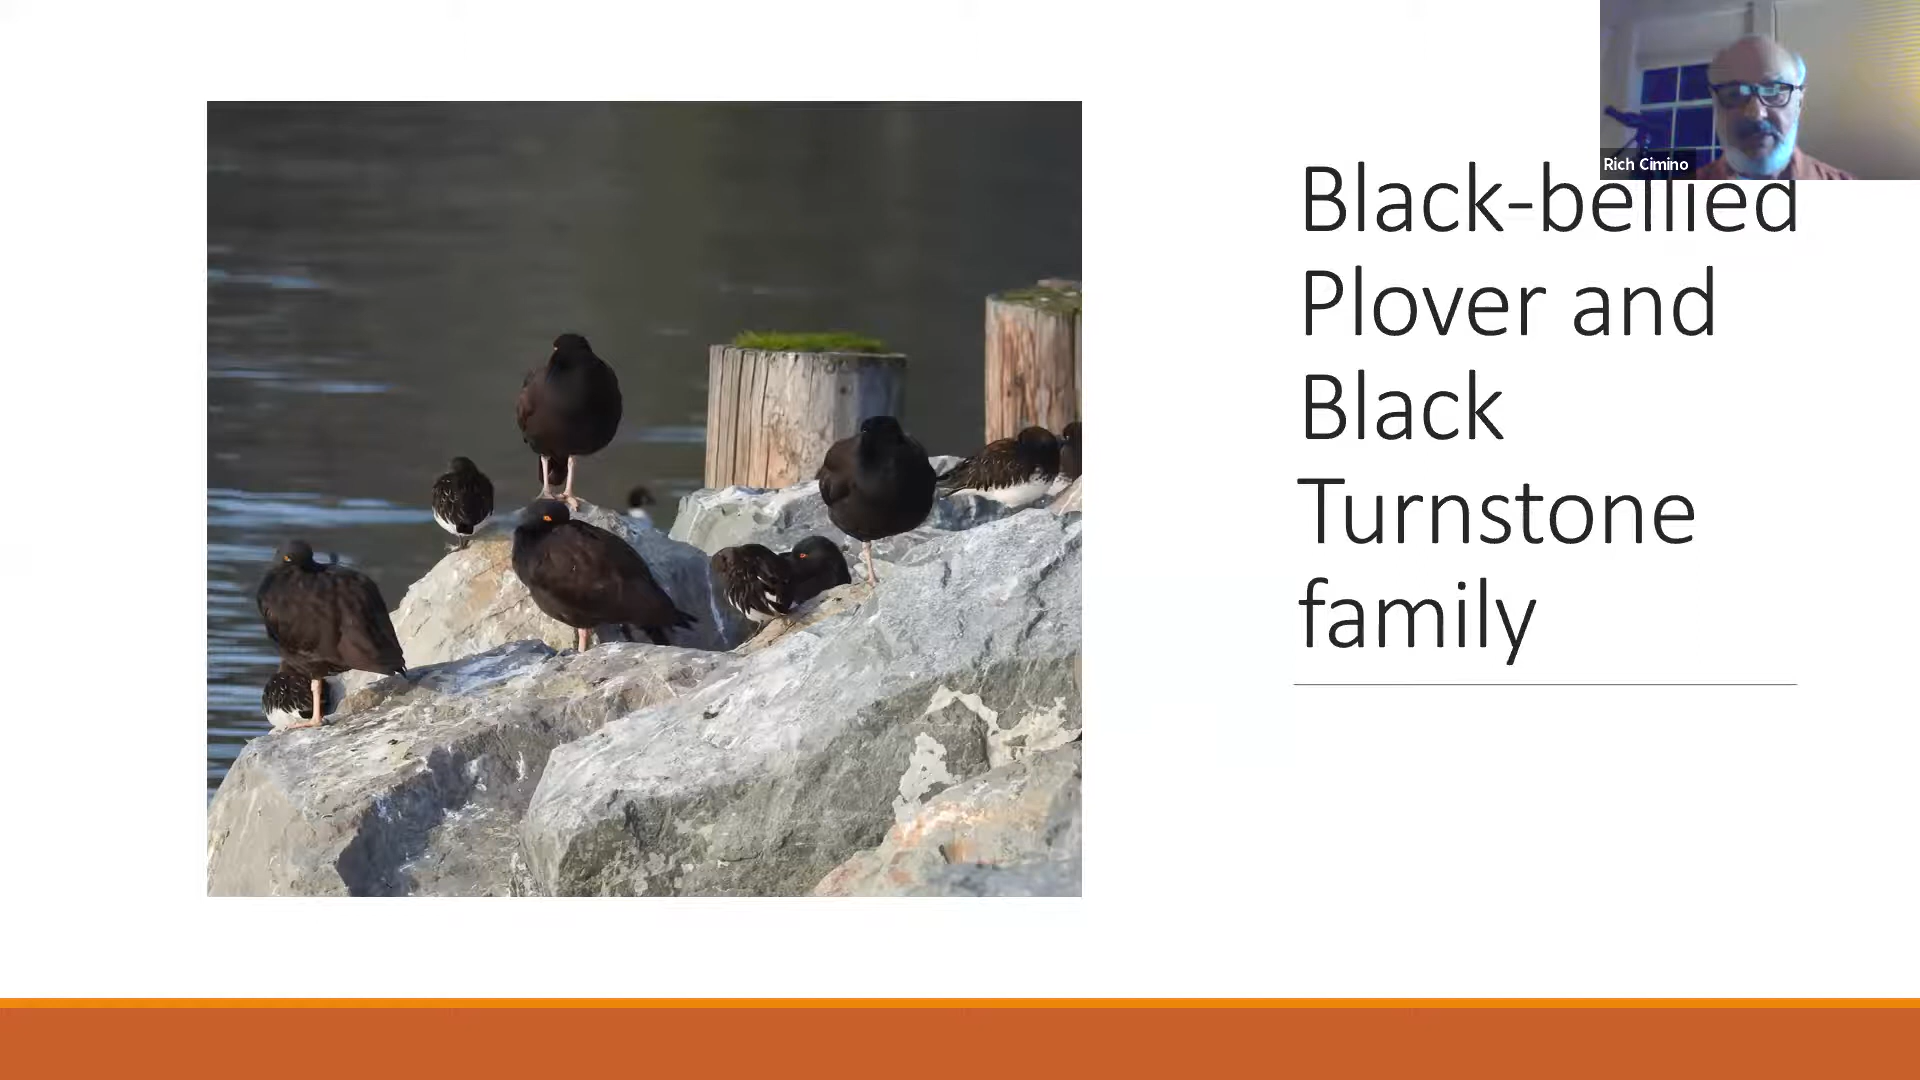 Rich Cimino
Black-bellied
Plover and
Black
Turnstone
family